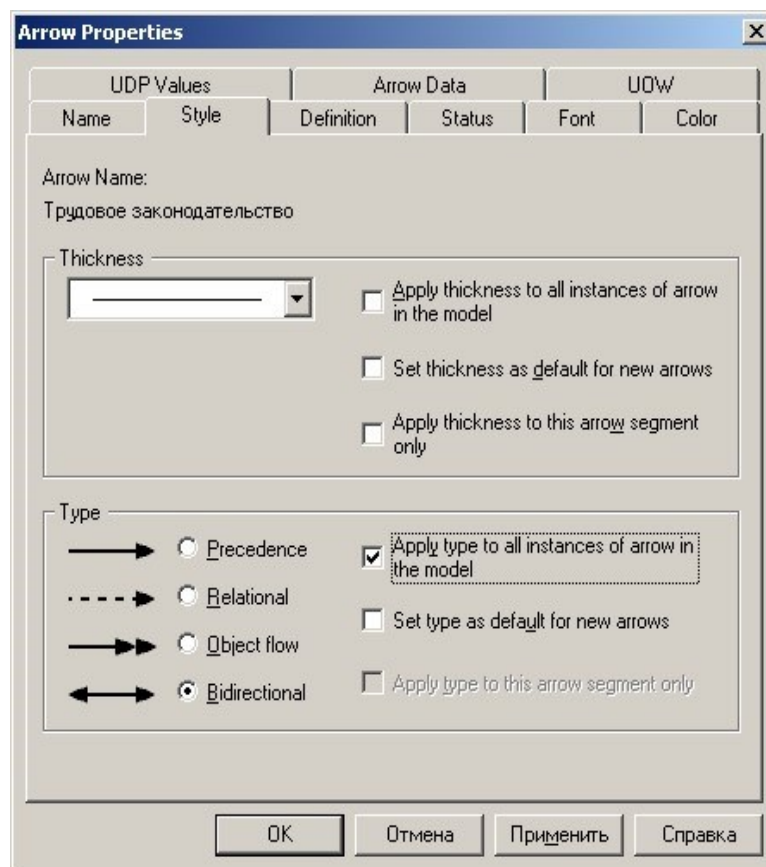 Arrow Properties
UDP Values Arrow Data UOW
Name Style Definition Status Font Color
Arrow Name:
Трудовое законодательство
Thickness
Apply thickness to all instances of arrow
in the model
Set thickness as default for new arrows
Apply thickness to this arrow segment
only
Type
Precedence
Apply type to all instances of arrow in
the model
Relational
Set type as default for new arrows
Object flow
Bidirectional
Apply type to this arrow segment only
OK Отмена Применить Справка